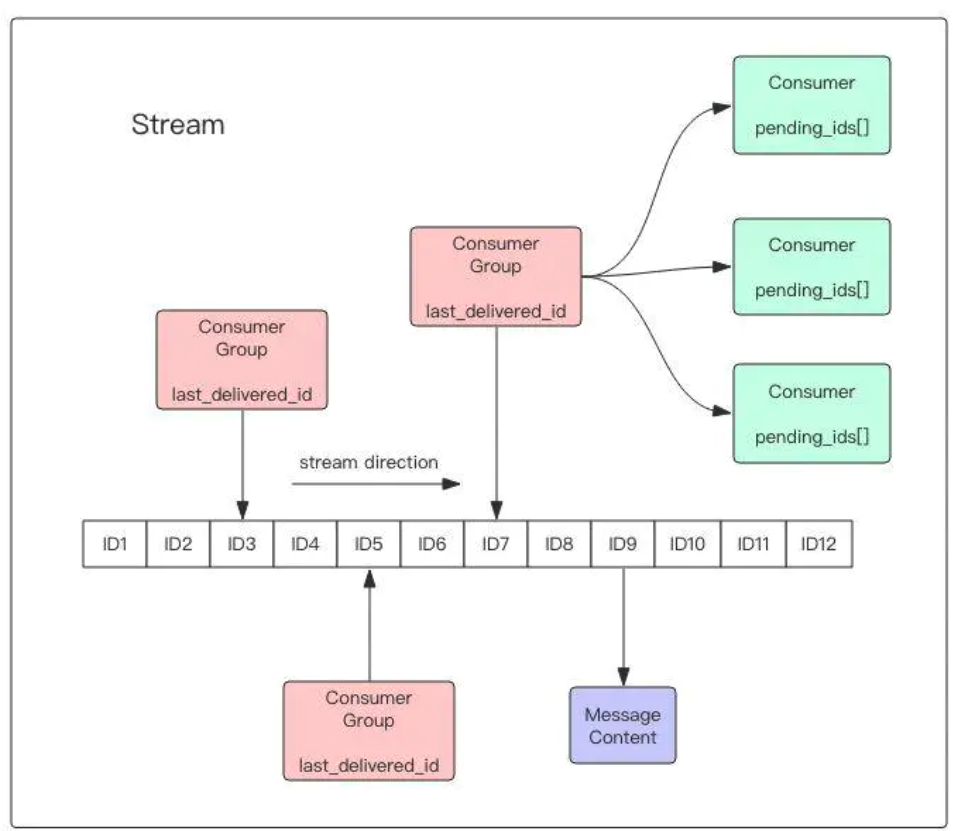 Stream
Consumer
pending_ids[]
Consumer
Group
last_delivered_id
Consumer
pending_ids[]
Consumer
Group
last_delivered_id
Consumer
pending_ids[]
stream direction
ID1 ID2 ID3 ID4 ID5 ID6 ID7 ID8 ID9 ID10 ID11 ID12
Consumer
Group
last_delivered_id
Message
Content